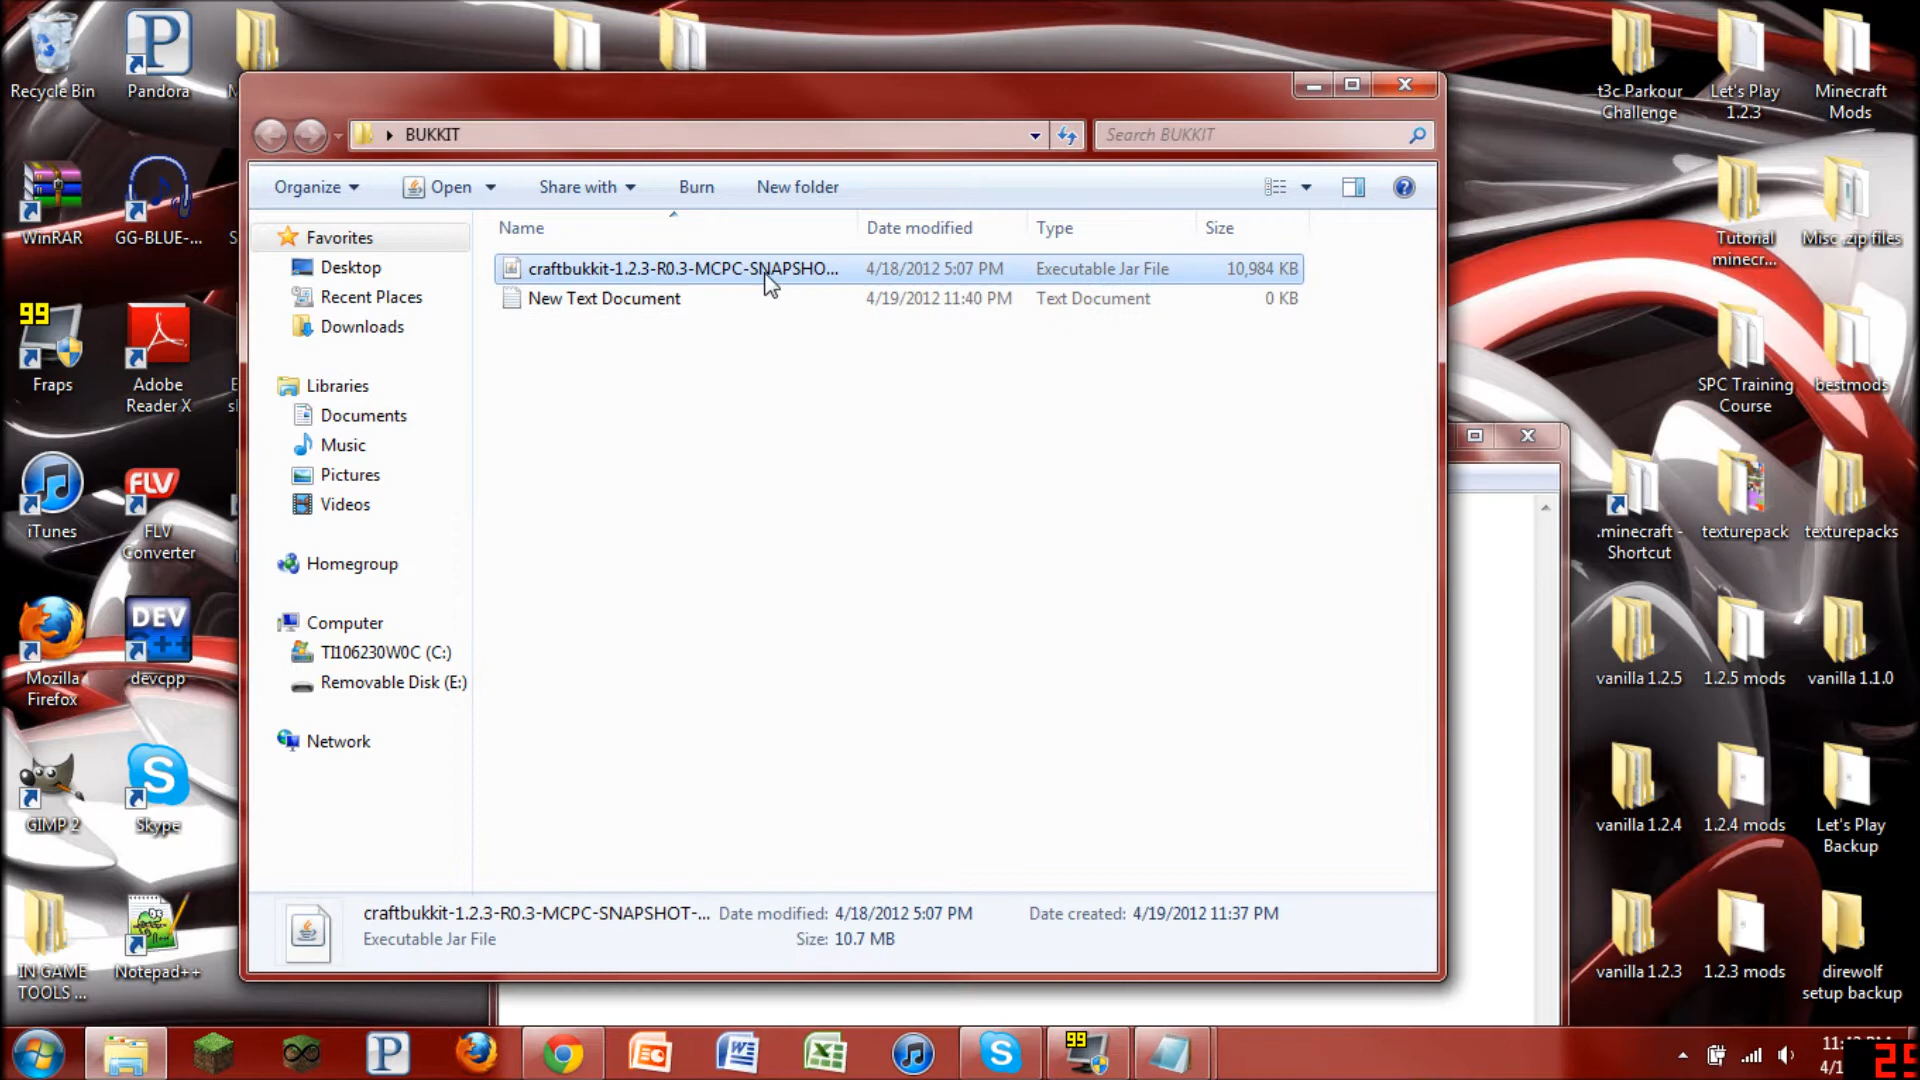 Recycle Bin
Pandora
t3c Parkour
Challenge
Let's Play
1.2.3
Minecraft
Mods
BUKKIT
Search BUKKIT
WinRAR
GG-BLUE-...
Organize
Open
Share with
Burn
New folder
Tutorial
minecr...
Misc .zip files
Name
Date modified
Type
Size
craftbukkit-1.2.3-R0.3-MCPC-SNAPSHO...
4/18/2012 5:07 PM
Executable Jar File
10,984 KB
New Text Document
4/19/2012 11:40 PM
Text Document
0 KB
Favorites
Desktop
Recent Places
Downloads
Libraries
Documents
Music
Pictures
Videos
Homegroup
Computer
TI106230W0C (C:)
Removable Disk (E:)
Network
99
Fraps
Adobe
Reader X
SPC Training
Course
bestmods
iTunes
FLV
FLV
Converter
.minecraft -
Shortcut
texturepack
texturepacks
Mozilla
Firefox
DEV
C++
devcpp
vanilla 1.2.5
1.2.5 mods
vanilla 1.1.0
GIMP 2
Skype
vanilla 1.2.4
1.2.4 mods
Let's Play
Backup
craftbukkit-1.2.3-R0.3-MCPC-SNAPSHOT-...
Date modified: 4/18/2012 5:07 PM
Date created: 4/19/2012 11:37 PM
Executable Jar File
Size: 10.7 MB
IN GAME
TOOLS ...
Notepad++
vanilla 1.2.3
1.2.3 mods
direwolf
setup backup
99